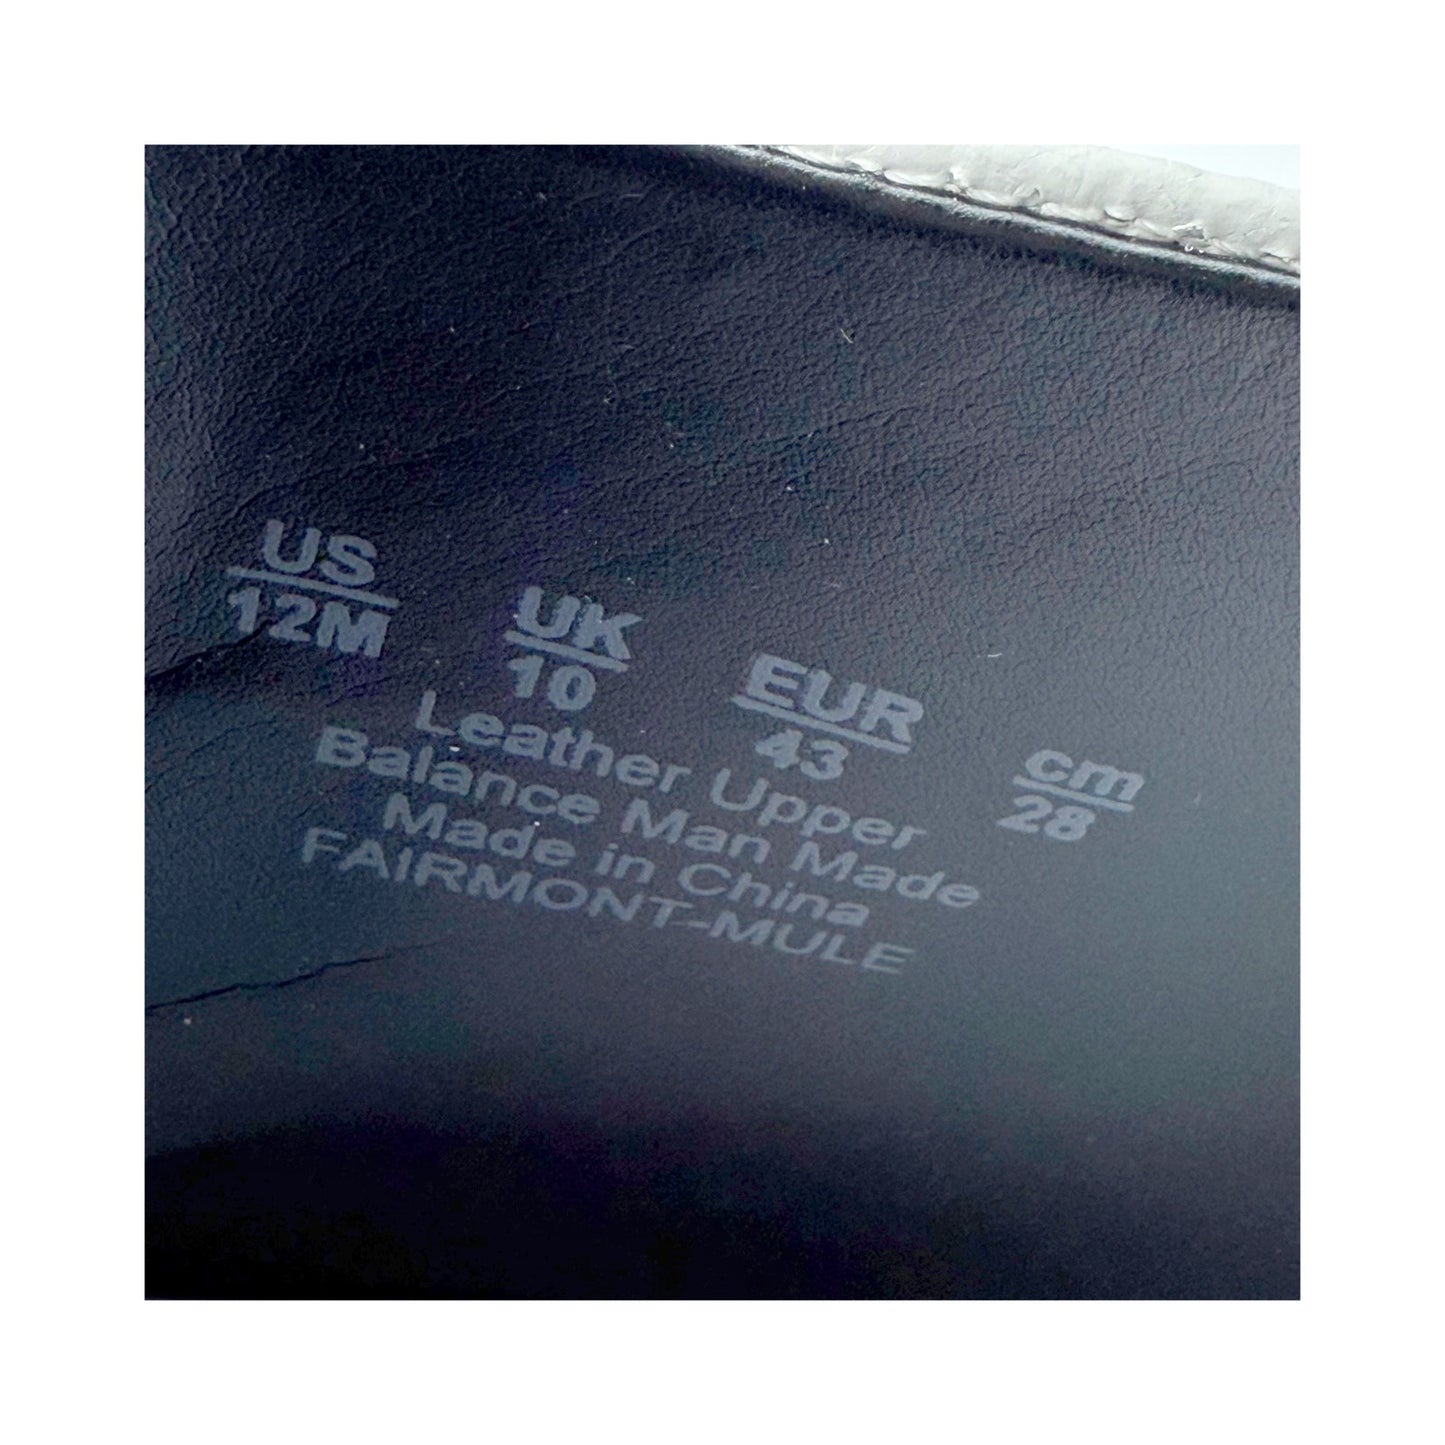 US UK EUR cm
12M 10 43 28
Leather Upper
Balance Man Made
Made in China
FAIRMONT-MULE